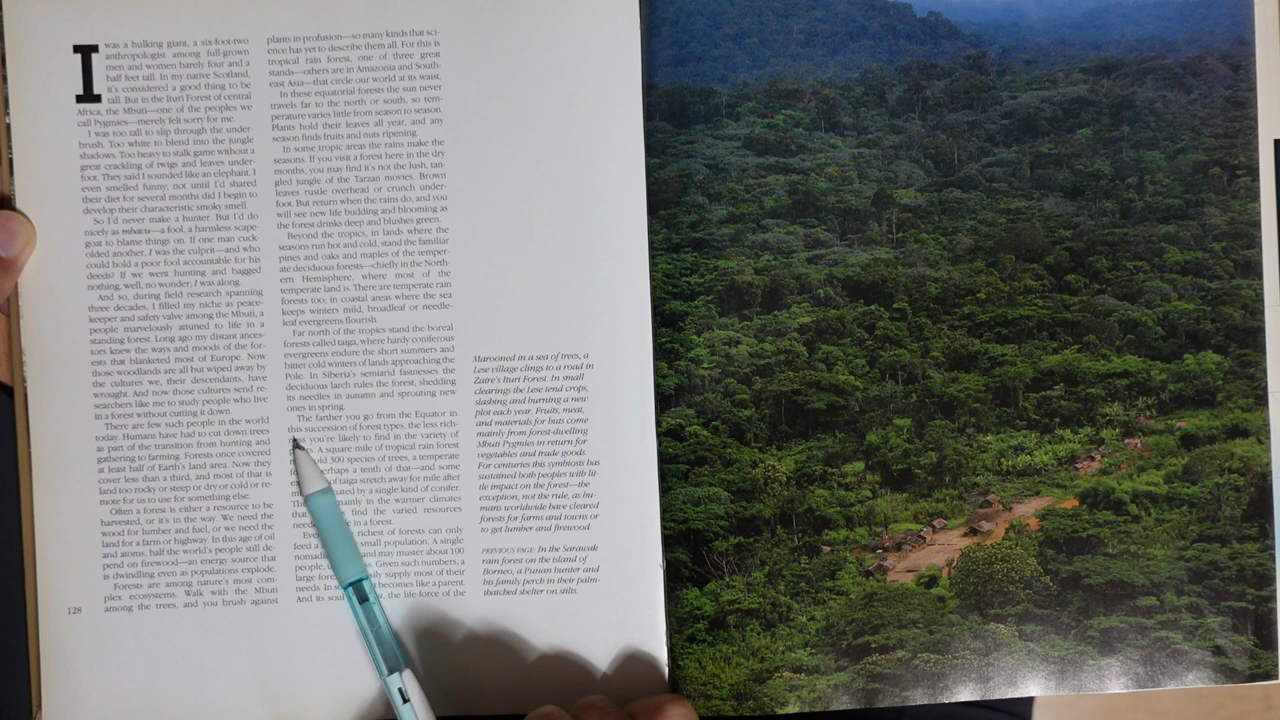 I was a hulking giant, a six-foot-two
anthropologist among full-grown
men and women barely four and a
half feet tall. In my native Scotland,
it's considered a good thing to be
tall. But in the Ituri Forest of central
Africa, the Mbuti—one of the peoples we
call Pygmies—merely felt sorry for me.
I was too tall to slip through the under-
brush. Too white to blend into the jungle
shadows. Too heavy to stalk game without a
great crackling of twigs and leaves under-
foot. They said I sounded like an elephant. I
even smelled funny; not until I'd shared
their diet for several months did I begin to
develop their characteristic smoky smell.
So I'd never make a hunter. But I'd do
nicely as mbavu—a fool, a harmless scape-
goat to blame things on. If one man cuck-
olded another, I was the culprit—and who
could hold a poor fool accountable for his
deeds? If we went hunting and bagged
nothing, well, no wonder; I was along.
And so, during field research spanning
three decades, I filled my niche as peace-
keeper and safety valve among the Mbuti, a
people marvelously attuned to life in a
standing forest. Long ago my distant ances-
tors knew the ways and moods of the for-
ests that blanketed most of Europe. Now
those woodlands are all but wiped away by
the cultures we, their descendants, have
wrought. And now those cultures send re-
searchers like me to study people who live
in a forest without cutting it down.
There are few such people in the world
today. Humans have had to cut down trees
as part of the transition from hunting and
gathering to farming. Forests once covered
at least half of Earth's land area. Now they
cover less than a third, and most of that is
land too rocky or steep or dry or cold or re-
mote for us to use for something else.
Often a forest is either a resource to be
harvested, or it's in the way. We need the
wood for lumber and fuel, or we need the
land for a farm or highway. In this age of oil
and atoms, half the world's people still de-
pend on firewood—an energy source that
is dwindling even as populations explode.
Forests are among nature's most com-
plex ecosystems. Walk with the Mbuti
among the trees, and you brush against
128
plants in profusion—so many kinds that sci-
ence has yet to describe them all. For this is
tropical rain forest, one of three great
stands—others are in Amazonia and South-
east Asia—that circle our world at its waist.
In these equatorial forests the sun never
travels far to the north or south, so tem-
perature varies little from season to season.
Plants hold their leaves all year, and any
season finds fruits and nuts ripening.
In some tropic areas the rains make the
seasons. If you visit a forest here in the dry
months, you may find it's not the lush, tan-
gled jungle of the Tarzan movies. Brown
leaves rustle overhead or crunch under-
foot. But return when the rains do, and you
will see new life budding and blooming as
the forest drinks deep and blushes green.
Beyond the tropics, in lands where the
seasons run hot and cold, stand the familiar
pines and oaks and maples of the temper-
ate deciduous forests—chiefly in the North-
ern Hemisphere, where most of the
temperate land is. There are temperate rain
forests too; in coastal areas where the sea
keeps winters mild, broadleaf or needle-
leaf evergreens flourish.
Far north of the tropics stand the boreal
forests called taiga, where hardy coniferous
evergreens endure the short summers and
bitter cold winters of lands approaching the
Pole. In Siberia's semiarid fastnesses the
deciduous larch rules the forest, shedding
its needles in autumn and sprouting new
ones in spring.
The farther you go from the Equator in
this succession of forest types, the less rich-
ness you're likely to find in the variety of
A square mile of tropical rain forest
hold 300 species of trees, a temperate
perhaps a tenth of that—and some
of taiga stretch away for mile after
mi ated by a single kind of conifer.
mainly in the warmer climates
that find the varied resources
need in a forest.
richest of forests can only
feed a small population. A single
nomadi and may muster about 100
people, Given such numbers, a
large fore supply most of their
needs. In becomes like a parent.
And its soul the life-force of the
Marooned in a sea of trees, a
Lese village clings to a road in
Zaire's Ituri Forest. In small
clearings the Lese tend crops,
slashing and burning a new
plot each year. Fruits, meat,
and materials for huts come
mainly from forest-dwelling
Mbuti Pygmies in return for
vegetables and trade goods.
For centuries this symbiosis has
sustained both peoples with lit-
tle impact on the forest—the
exception, not the rule, as hu-
mans worldwide have cleared
forests for farms and towns or
to get lumber and firewood.
PREVIOUS PAGE: In the Sarawak
rain forest on the island of
Borneo, a Punan hunter and
his family perch in their palm-
thatched shelter on stilts.